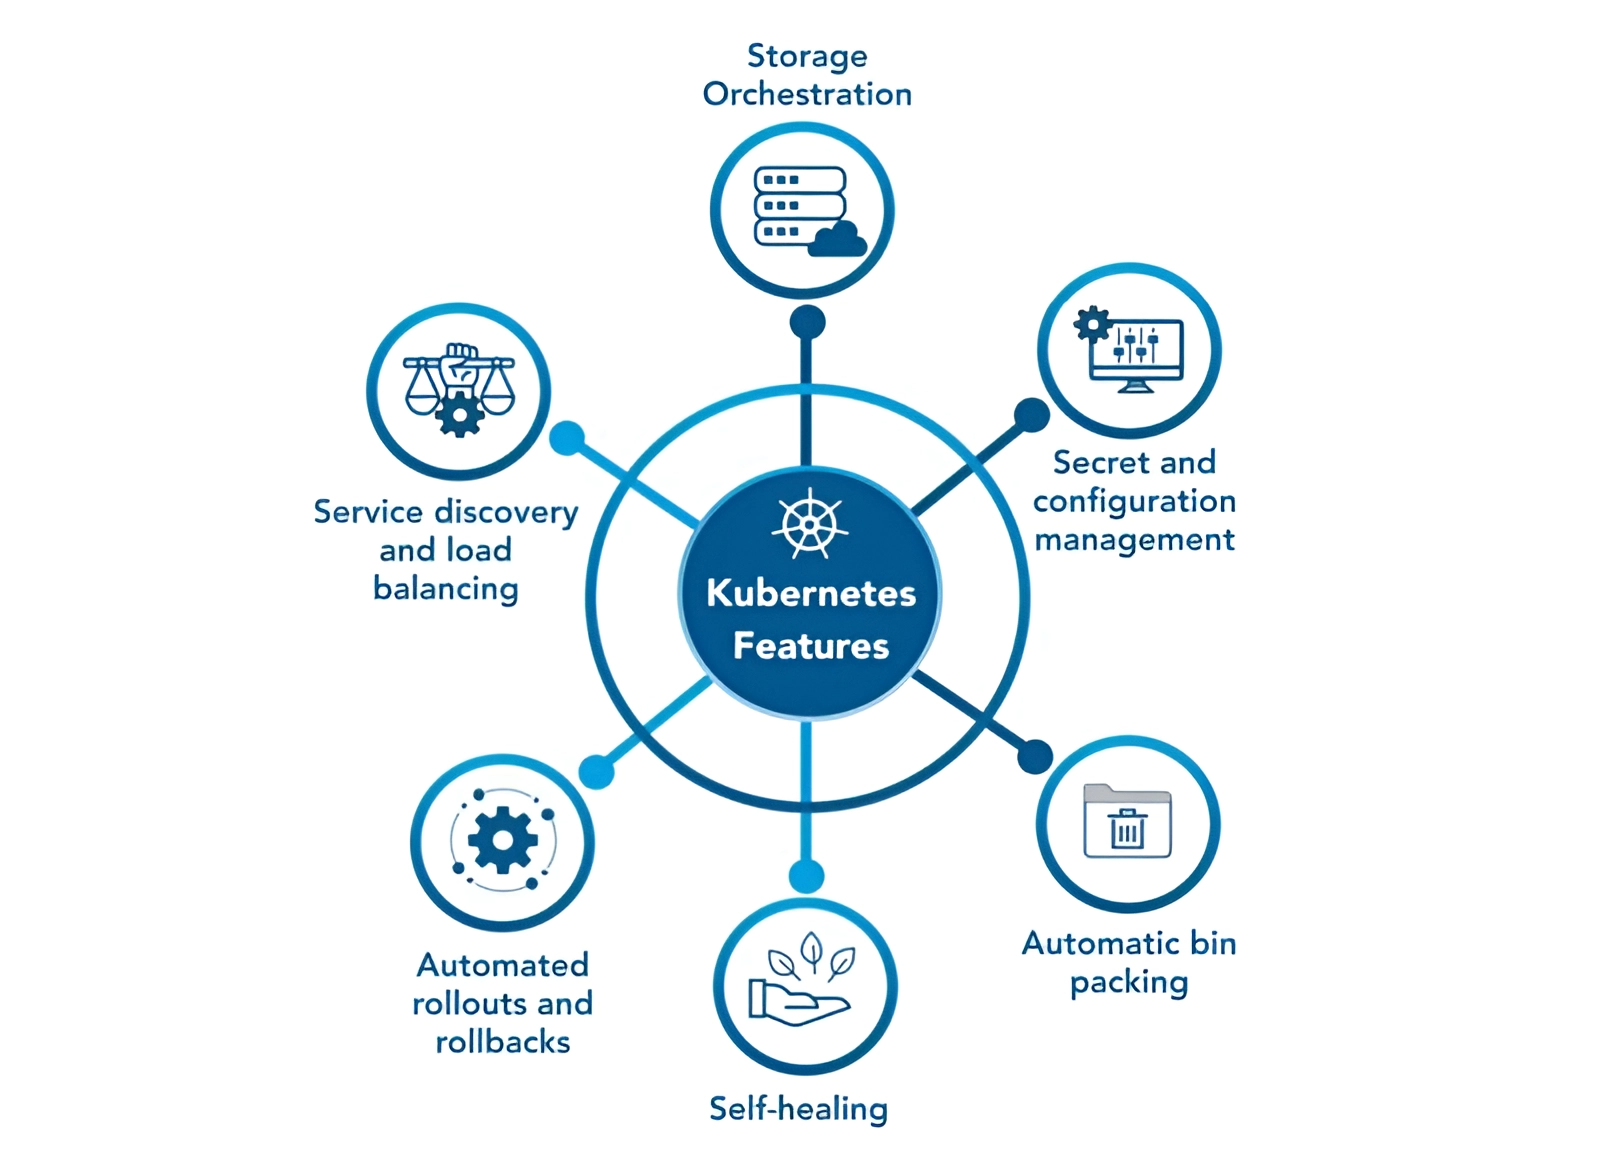 Storage
Orchestration
Secret and
configuration
management
Service discovery
and load
balancing
Kubernetes
Features
Automatic bin
packing
Automated
rollouts and
rollbacks
Self-healing